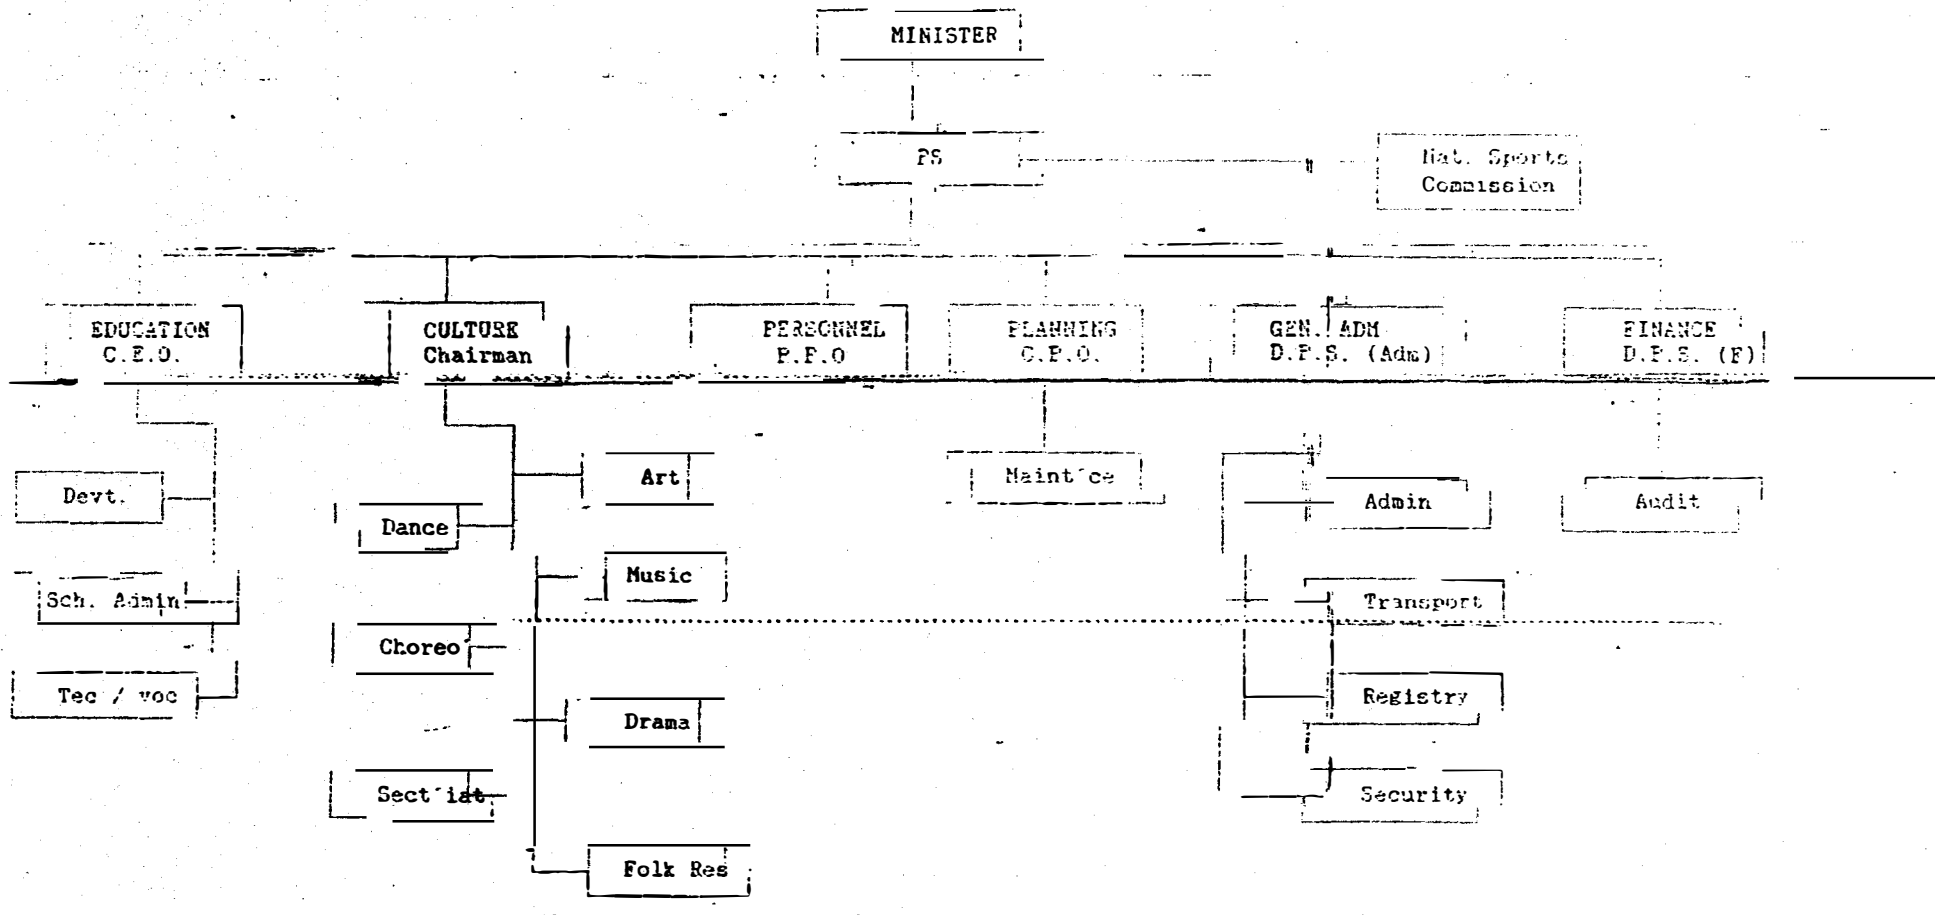 MINISTER
PS
Nat. Sports
Commission
EDUCATION
C.E.O.
CULTURE
Chairman
PERSONNEL
P.P.O
PLANNING
C.P.O.
GEN. ADM
D.P.S. (Adm)
FINANCE
D.P.S. (F)
Devt.
Sch. Admin
Tec / voc
Art
Dance
Music
Choreo
Drama
Sect'iat
Folk Res
Maint'ce
Admin
Transport
Registry
Security
Audit